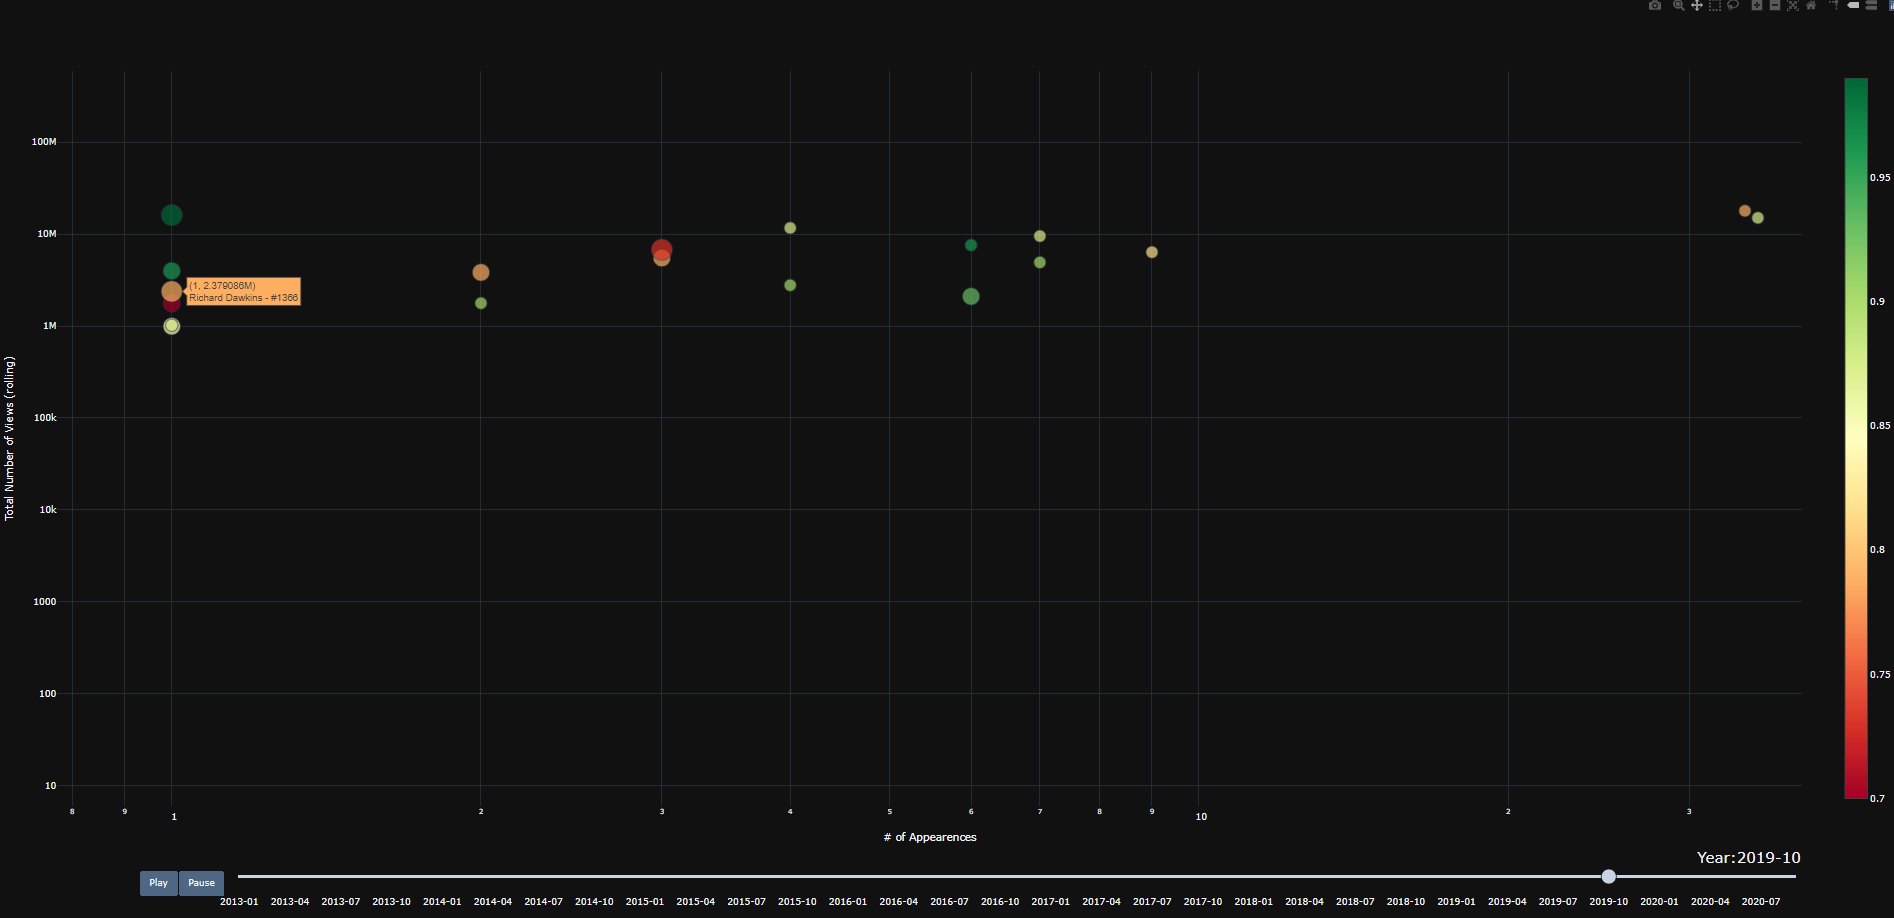 100M
10M
1M
100k
10k
1000
100
10
Total Number of Views (rolling)
(1, 2.379086M)
Richard Dawkins - #1366
0.95
0.9
0.85
0.8
0.75
0.7
8 9 1 2 3 4 5 6 7 8 9 10 2 3
# of Appearences
Year:2019-10
Play Pause
2013-01 2013-04 2013-07 2013-10 2014-01 2014-04 2014-07 2014-10 2015-01 2015-04 2015-07 2015-10 2016-01 2016-04 2016-07 2016-10 2017-01 2017-04 2017-07 2017-10 2018-01 2018-04 2018-07 2018-10 2019-01 2019-04 2019-07 2019-10 2020-01 2020-04 2020-07